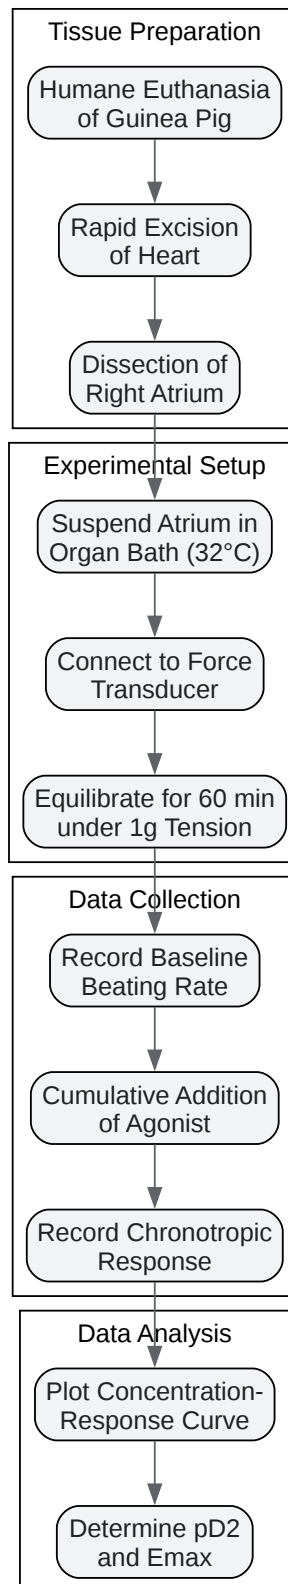 Tissue Preparation
Humane Euthanasia
of Guinea Pig
Rapid Excision
of Heart
Dissection of
Right Atrium
Experimental Setup
Suspend Atrium in
Organ Bath (32°C)
Connect to Force
Transducer
Equilibrate for 60 min
under 1g Tension
Data Collection
Record Baseline
Beating Rate
Cumulative Addition
of Agonist
Record Chronotropic
Response
Data Analysis
Plot Concentration-
Response Curve
Determine pD2
and Emax